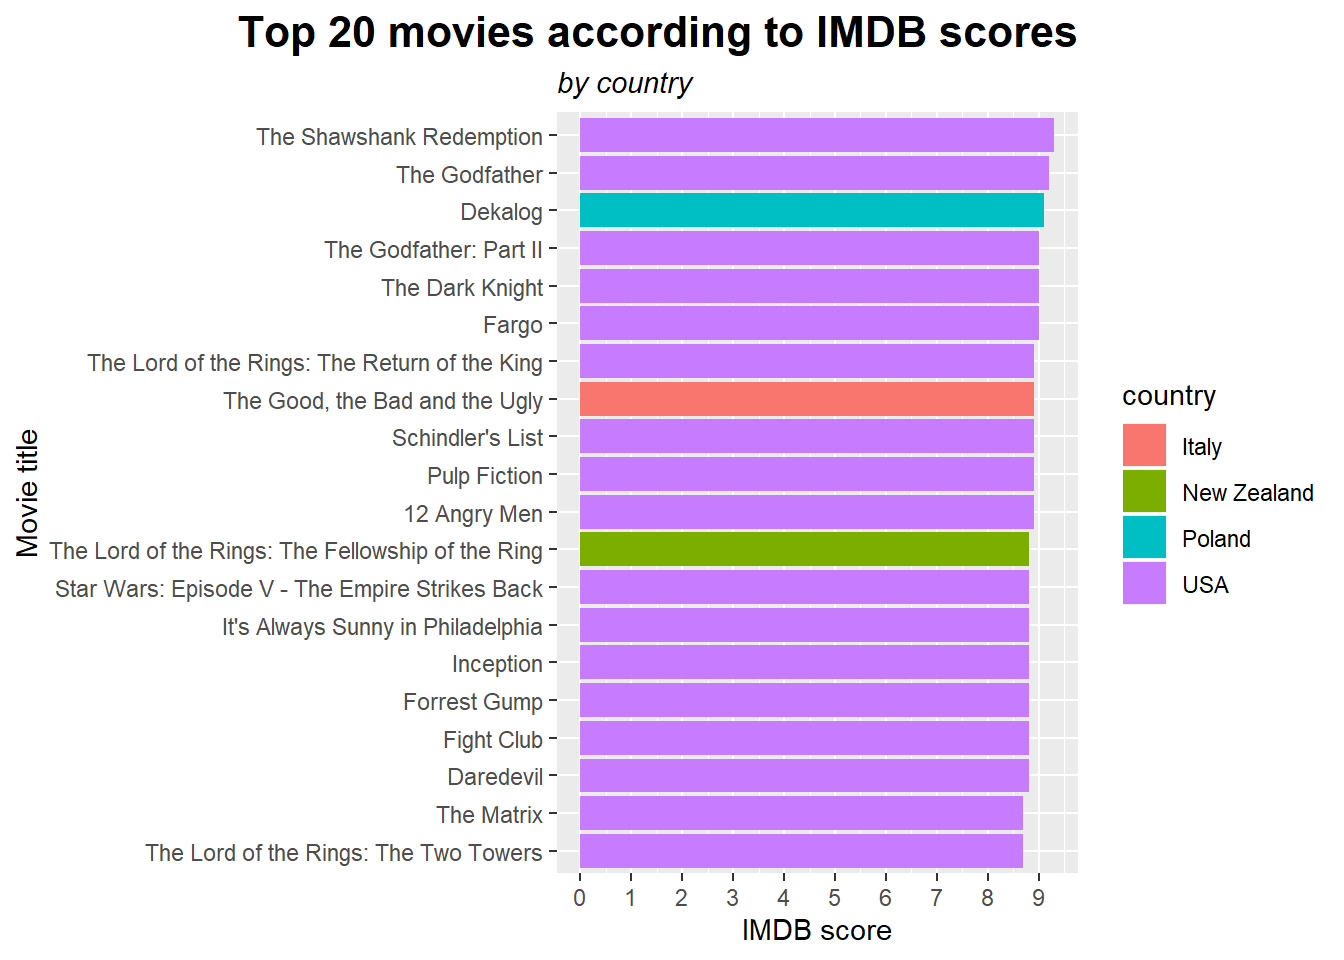 Top 20 movies according to IMDB scores
by country
Movie title
The Shawshank Redemption
The Godfather
Dekalog
The Godfather: Part II
The Dark Knight
Fargo
The Lord of the Rings: The Return of the King
The Good, the Bad and the Ugly
Schindler's List
Pulp Fiction
12 Angry Men
The Lord of the Rings: The Fellowship of the Ring
Star Wars: Episode V - The Empire Strikes Back
It's Always Sunny in Philadelphia
Inception
Forrest Gump
Fight Club
Daredevil
The Matrix
The Lord of the Rings: The Two Towers
0 1 2 3 4 5 6 7 8 9
IMDB score
country
Italy
New Zealand
Poland
USA